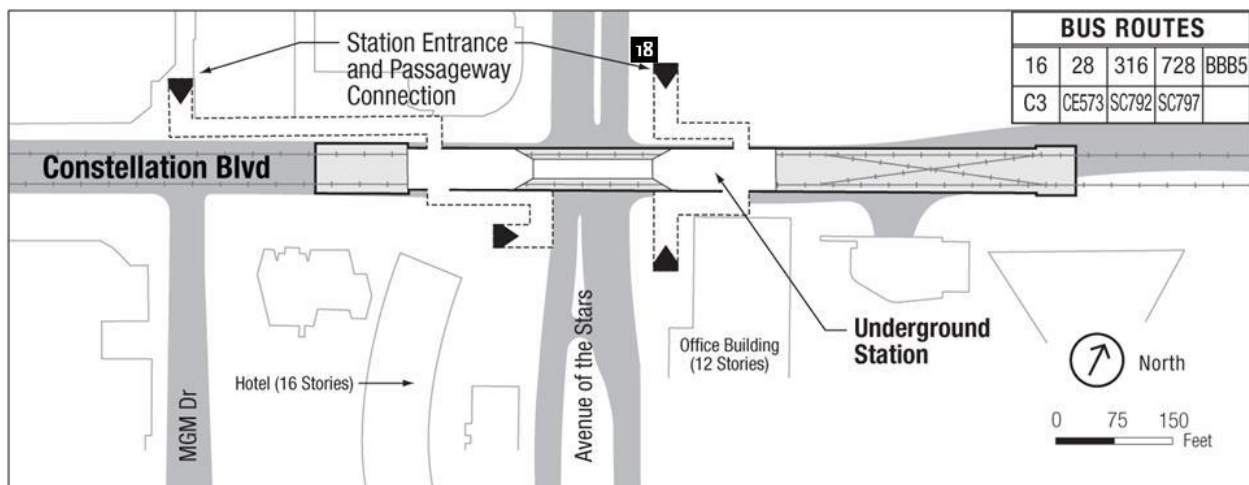 BUS ROUTES
16 28 316 728 BBB5
C3 CE573 SC792 SC797
Station Entrance
and Passageway
Connection
18
Constellation Blvd
Underground
Station
Office Building
(12 Stories)
Hotel (16 Stories)
MGM Dr
Avenue of the Stars
North
0 75 150
Feet